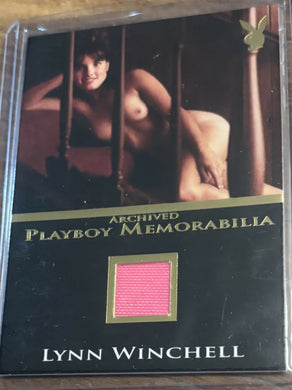 ARCHIVED
PLAYBOY MEMORABILIA
LYNN WINCHELL